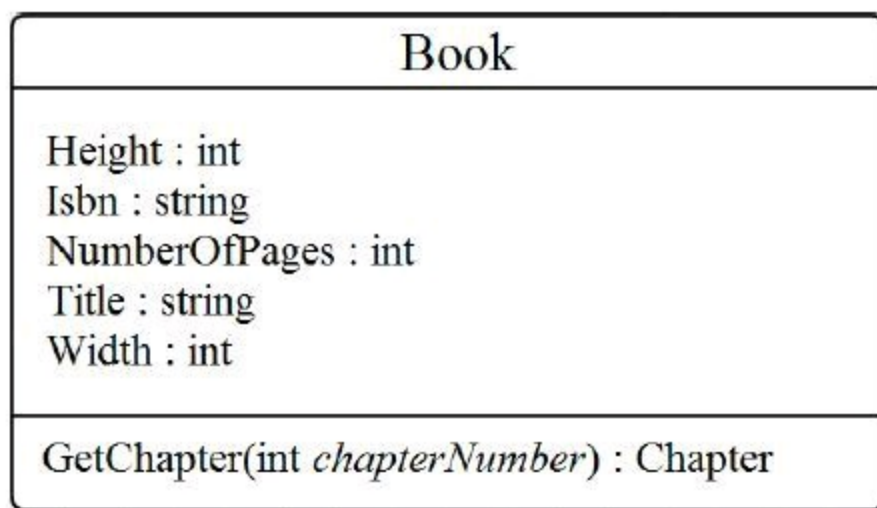 Book
Height : int
Isbn : string
NumberOfPages : int
Title : string
Width : int
GetChapter(int chapterNumber) : Chapter